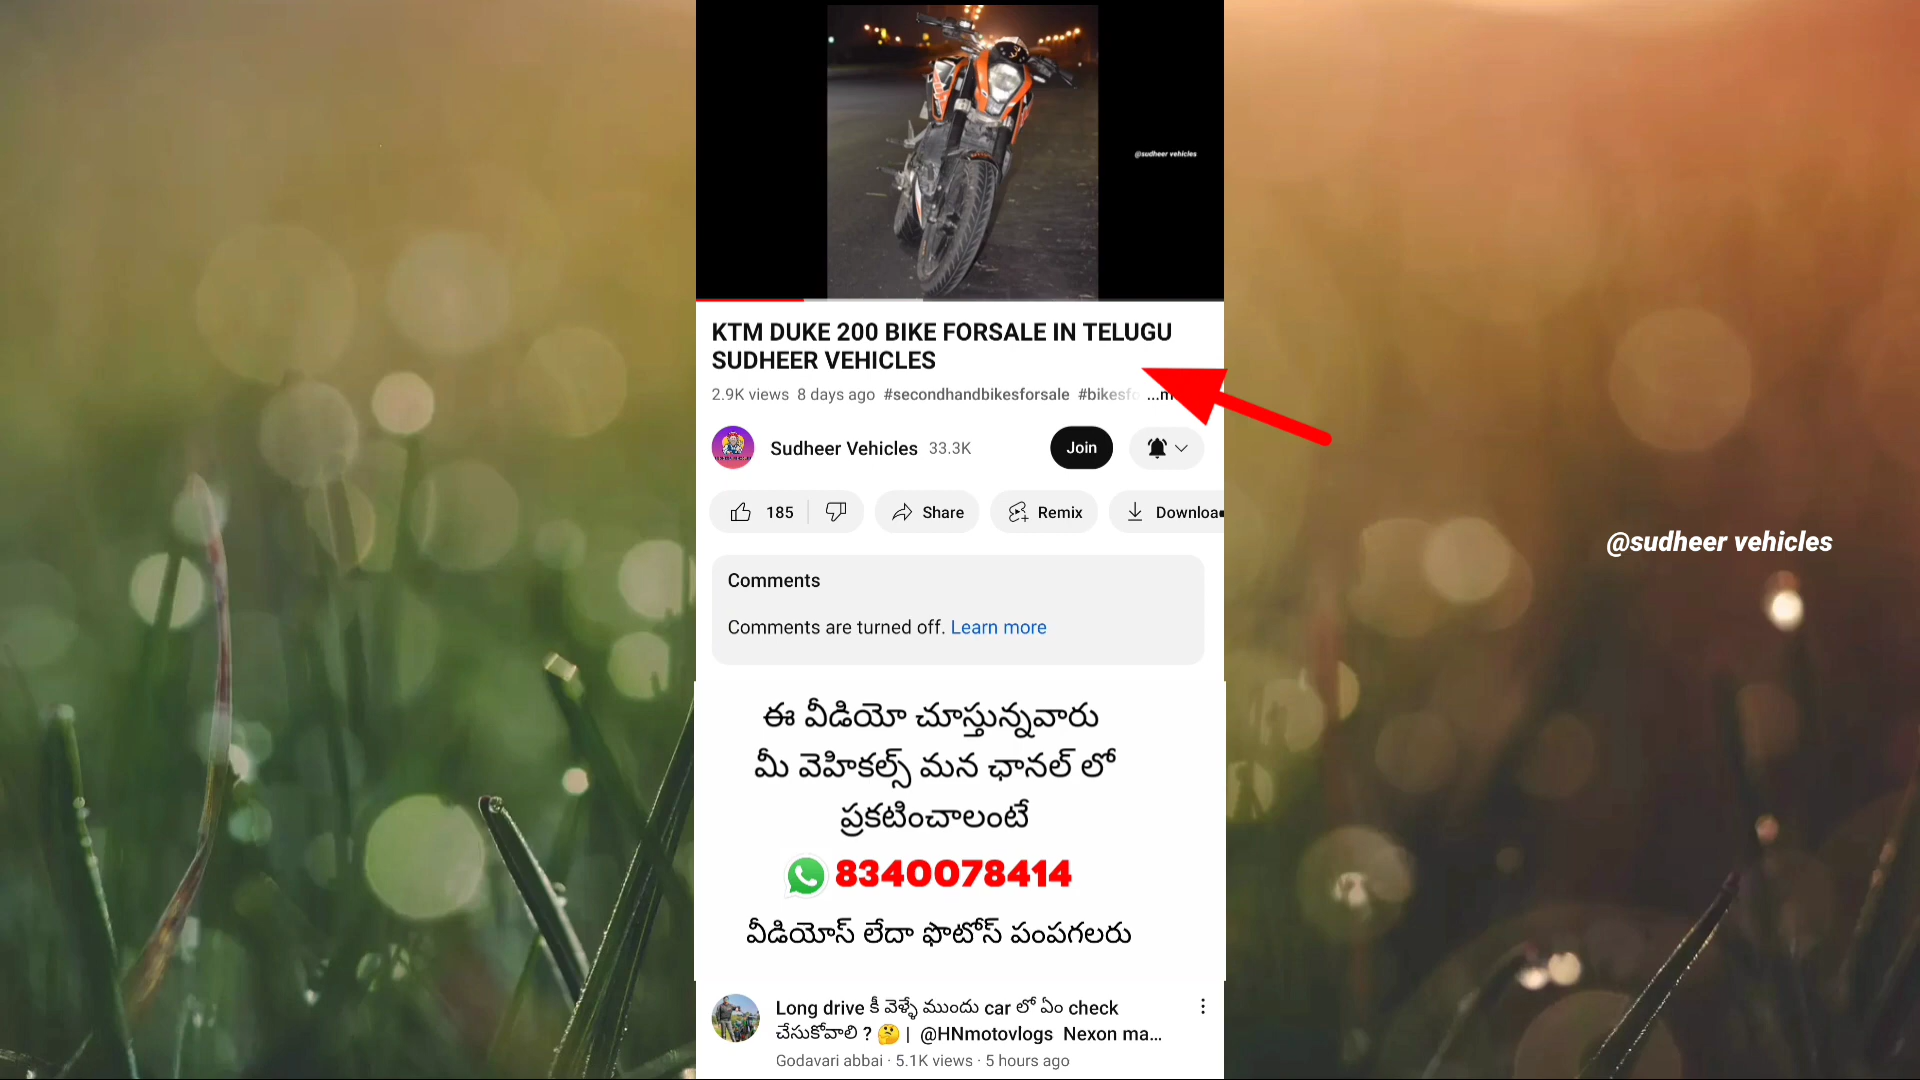 @sudheer vehicles
KTM DUKE 200 BIKE FORSALE IN TELUGU
SUDHEER VEHICLES
2.9K views 8 days ago #secondhandbikesforsale #bikesfo ...m
Sudheer Vehicles 33.3K Join
185 Share Remix Downloa
@sudheer vehicles
Comments
Comments are turned off. Learn more
ఈ వీడియో చూస్తున్నవారు
మీ వెహికల్స్ మన ఛానల్ లో
ప్రకటించాలంటే
8340078414
వీడియోస్ లేదా ఫొటోస్ పంపగలరు
Long drive కీ వెళ్ళే ముందు car లో ఏం check
చేసుకోవాలి ? 🤔 | @HNmotovlogs Nexon ma...
Godavari abbai · 5.1K views · 5 hours ago